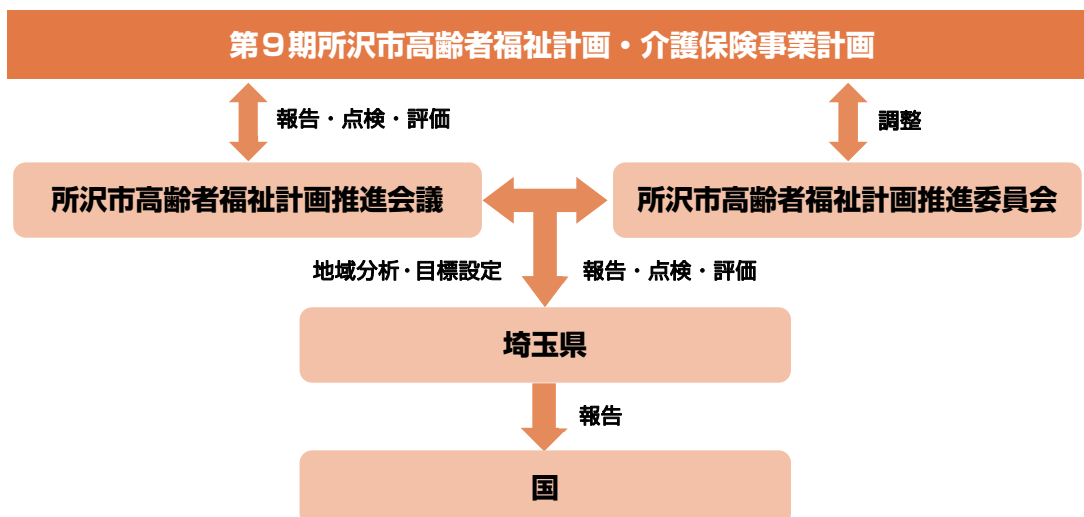 第9期所沢市高齢者福祉計画・介護保険事業計画
報告・点検・評価
調整
所沢市高齢者福祉計画推進会議
所沢市高齢者福祉計画推進委員会
地域分析・目標設定
報告・点検・評価
埼玉県
報告
国